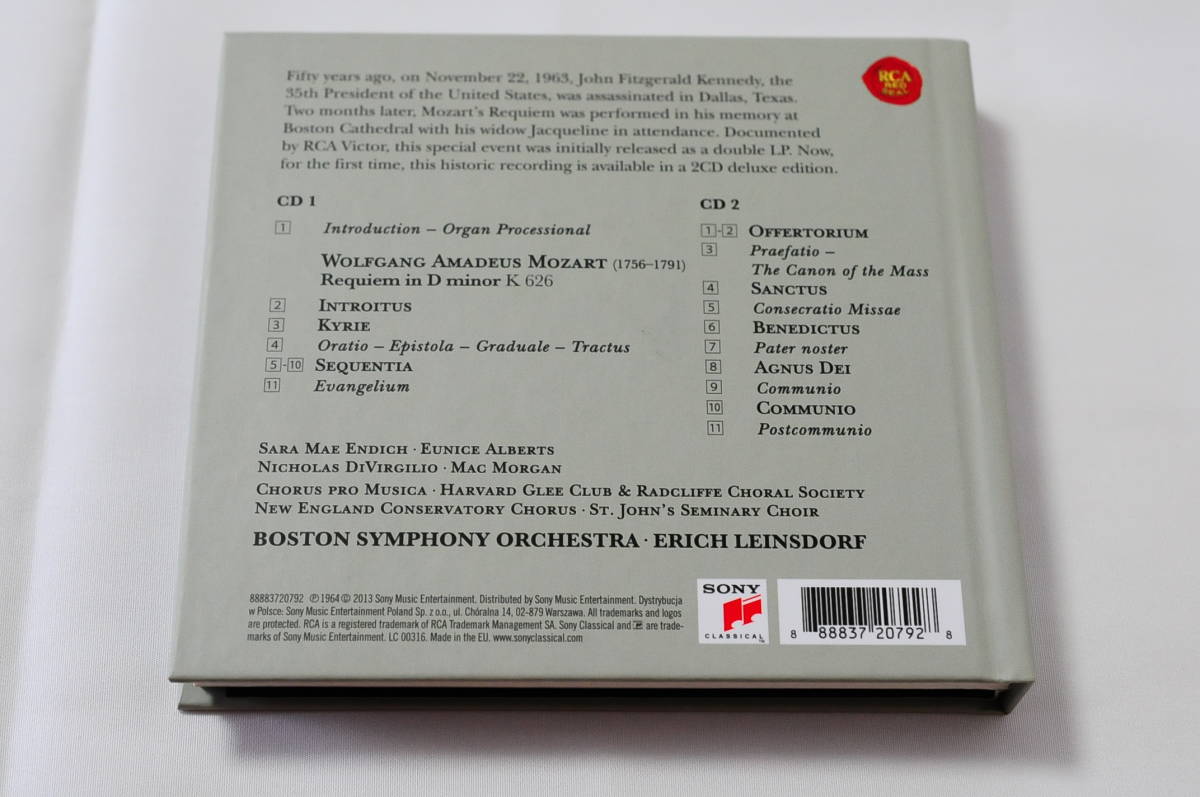 Fifty years ago, on November 22, 1963, John Fitzgerald Kennedy, the
35th President of the United States, was assassinated in Dallas, Texas.
Two months later, Mozart's Requiem was performed in his memory at
Boston Cathedral with his widow Jacqueline in attendance. Documented
by RCA Victor, this special event was initially released as a double LP. Now,
for the first time, this historic recording is available in a 2CD deluxe edition.
RCA
RED
SEAL
CD 1
1 Introduction – Organ Processional
WOLFGANG AMADEUS MOZART (1756–1791)
Requiem in D minor K 626
2 INTROITUS
3 KYRIE
4 Oratio – Epistola – Graduale – Tractus
5-10 SEQUENTIA
11 Evangelium
CD 2
1-2 OFFERTORIUM
3 Praefatio –
The Canon of the Mass
4 SANCTUS
5 Consecratio Missae
6 BENEDICTUS
7 Pater noster
8 AGNUS DEI
9 Communio
10 COMMUNIO
11 Postcommunio
SARA MAE ENDICH · EUNICE ALBERTS
NICHOLAS DIVIRGILIO · MAC MORGAN
CHORUS PRO MUSICA · HARVARD GLEE CLUB & RADCLIFFE CHORAL SOCIETY
NEW ENGLAND CONSERVATORY CHORUS · ST. JOHN'S SEMINARY CHOIR
BOSTON SYMPHONY ORCHESTRA · ERICH LEINSDORF
88883720792 ℗ 1964 © 2013 Sony Music Entertainment. Distributed by Sony Music Entertainment. Dystrybucja
w Polsce: Sony Music Entertainment Poland Sp. z o.o., ul. Chóralna 14, 02-879 Warszawa. All trademarks and logos
are protected. RCA is a registered trademark of RCA Trademark Management SA. Sony Classical and are trade-
marks of Sony Music Entertainment. LC 00316. Made in the EU. www.sonyclassical.com
SONY
CLASSICAL™
8 88837 20792 8